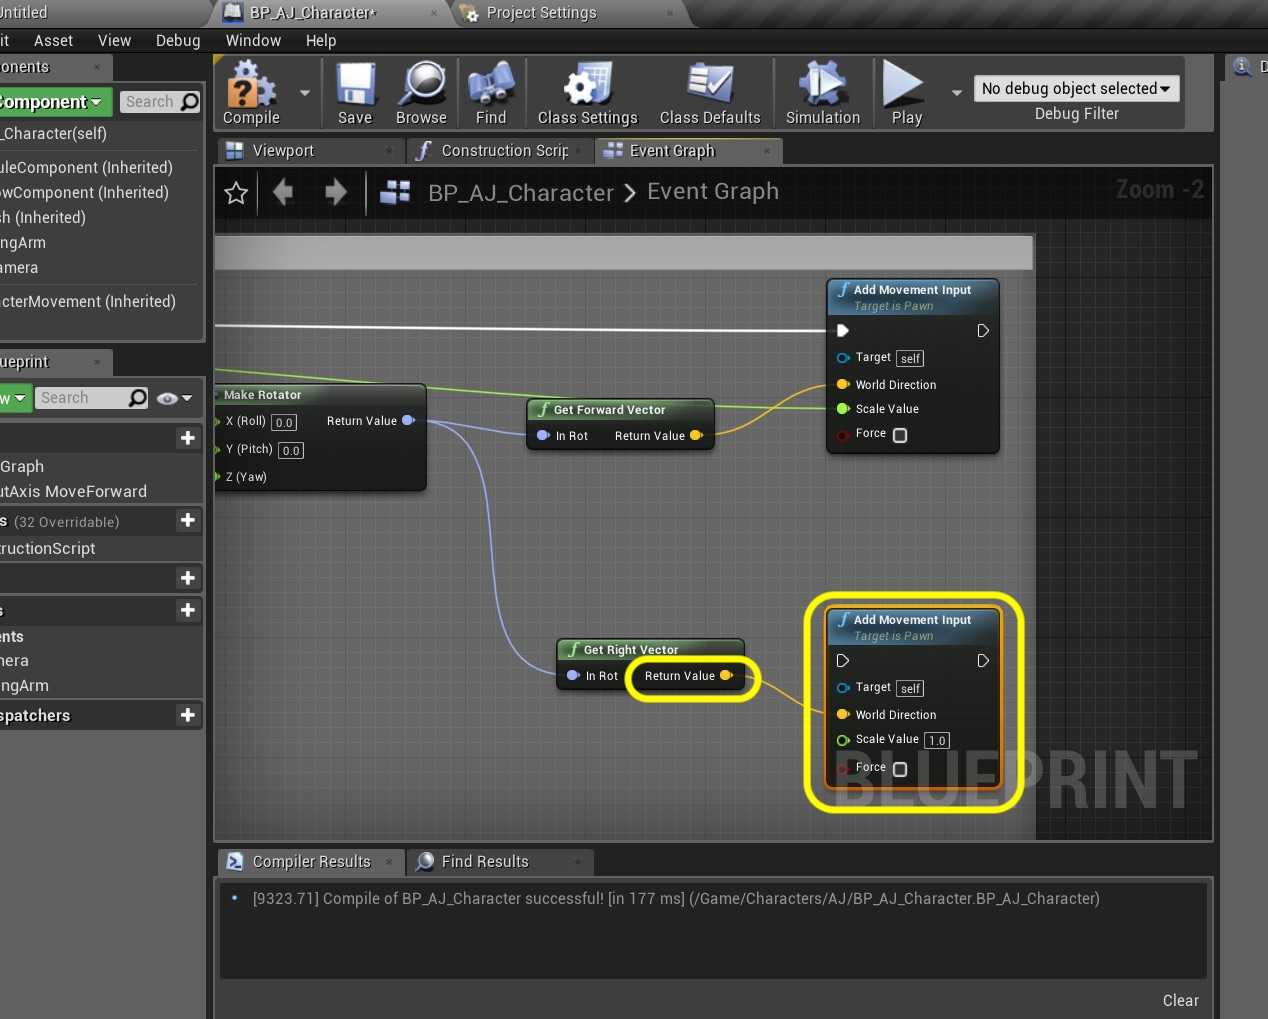 Untitled
BP_AJ_Character*
Project Settings
it Asset View Debug Window Help
onents
Component
Search
_Character(self)
uleComponent (Inherited)
owComponent (Inherited)
sh (Inherited)
ngArm
amera
acterMovement (Inherited)
ueprint
w
Search
Graph
utAxis MoveForward
s (32 Overridable)
tructionScript
s
ents
mera
ngArm
spatchers
Compile
Save
Browse
Find
Class Settings
Class Defaults
Simulation
Play
No debug object selected
Debug Filter
D
Viewport
Construction Scrip
Event Graph
BP_AJ_Character > Event Graph
Zoom -2
Add Movement Input
Target is Pawn
Target self
World Direction
Scale Value
Force
Make Rotator
X (Roll) 0.0 Return Value
Y (Pitch) 0.0
Z (Yaw)
f Get Forward Vector
In Rot Return Value
f Get Right Vector
In Rot Return Value
f Add Movement Input
Target is Pawn
Target self
World Direction
Scale Value 1.0
Force
BLUEPRINT
Compiler Results
Find Results
[9323.71] Compile of BP_AJ_Character successful! [in 177 ms] (/Game/Characters/AJ/BP_AJ_Character.BP_AJ_Character)
Clear